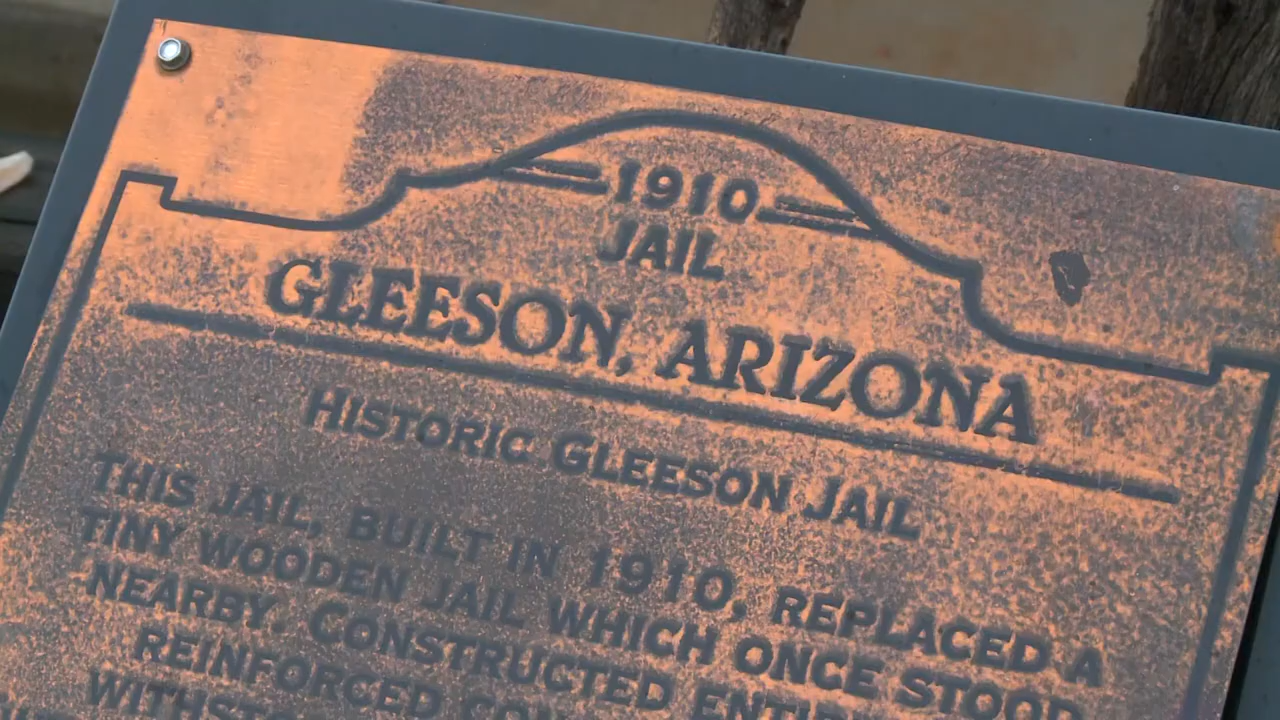 1910
JAIL
GLEESON, ARIZONA
HISTORIC GLEESON JAIL
THIS JAIL, BUILT IN 1910, REPLACED A
TINY WOODEN JAIL WHICH ONCE STOOD
NEARBY. CONSTRUCTED
REINFORCED